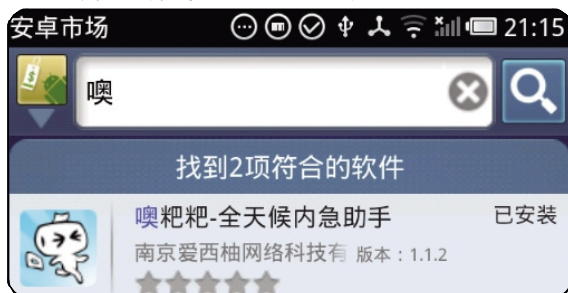 安卓市场 21:15
噢
找到2项符合的软件
噢粑粑-全天候内急助手 已安装
南京爱西柚网络科技有 版本：1.1.2